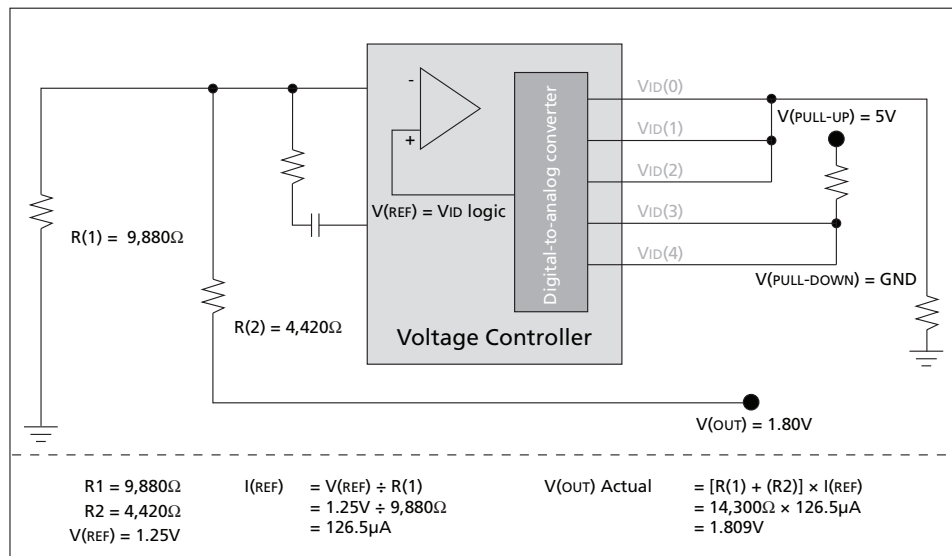 VID(0)
V(PULL-UP) = 5V
-
VID(1)
+
VID(2)
V(REF) = VID logic
Digital-to-analog converter
VID(3)
R(1) = 9,880Ω
VID(4)
V(PULL-DOWN) = GND
R(2) = 4,420Ω
Voltage Controller
V(OUT) = 1.80V
R1 = 9,880Ω
R2 = 4,420Ω
V(REF) = 1.25V
I(REF) = V(REF) ÷ R(1)
= 1.25V ÷ 9,880Ω
= 126.5µA
V(OUT) Actual = [R(1) + (R2)] × I(REF)
= 14,300Ω × 126.5µA
= 1.809V